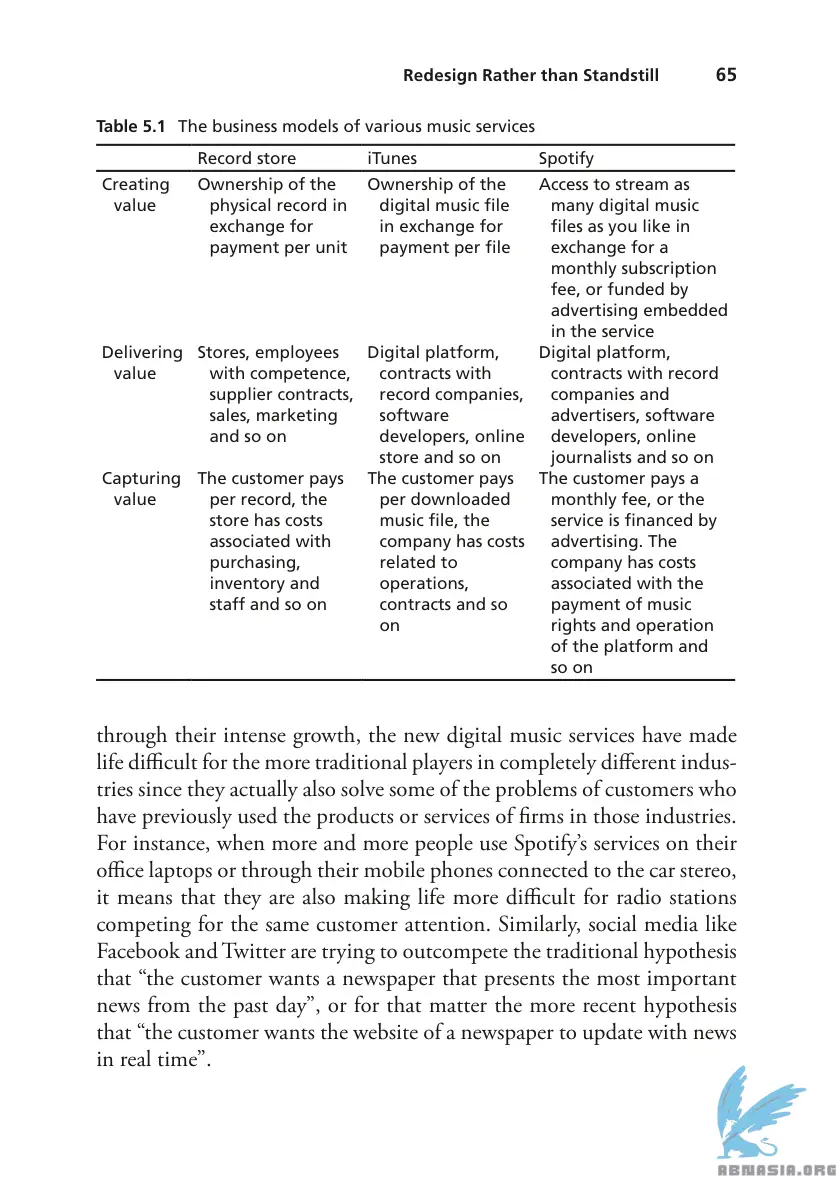 Redesign Rather than Standstill 65
Table 5.1 The business models of various music services
Record store iTunes Spotify
Creating value
Ownership of the
physical record in
exchange for
payment per unit
Ownership of the
digital music file
in exchange for
payment per file
Access to stream as
many digital music
files as you like in
exchange for a
monthly subscription
fee, or funded by
advertising embedded
in the service
Delivering value
Stores, employees
with competence,
supplier contracts,
sales, marketing
and so on
Digital platform,
contracts with
record companies,
software
developers, online
store and so on
Digital platform,
contracts with record
companies and
advertisers, software
developers, online
journalists and so on
Capturing value
The customer pays
per record, the
store has costs
associated with
purchasing,
inventory and
staff and so on
The customer pays
per downloaded
music file, the
company has costs
related to
operations,
contracts and so
on
The customer pays a
monthly fee, or the
service is financed by
advertising. The
company has costs
associated with the
payment of music
rights and operation
of the platform and
so on
through their intense growth, the new digital music services have made
life difficult for the more traditional players in completely different indus-
tries since they actually also solve some of the problems of customers who
have previously used the products or services of firms in those industries.
For instance, when more and more people use Spotify’s services on their
office laptops or through their mobile phones connected to the car stereo,
it means that they are also making life more difficult for radio stations
competing for the same customer attention. Similarly, social media like
Facebook and Twitter are trying to outcompete the traditional hypothesis
that “the customer wants a newspaper that presents the most important
news from the past day”, or for that matter the more recent hypothesis
that “the customer wants the website of a newspaper to update with news
in real time”.
ABNASIA.ORG